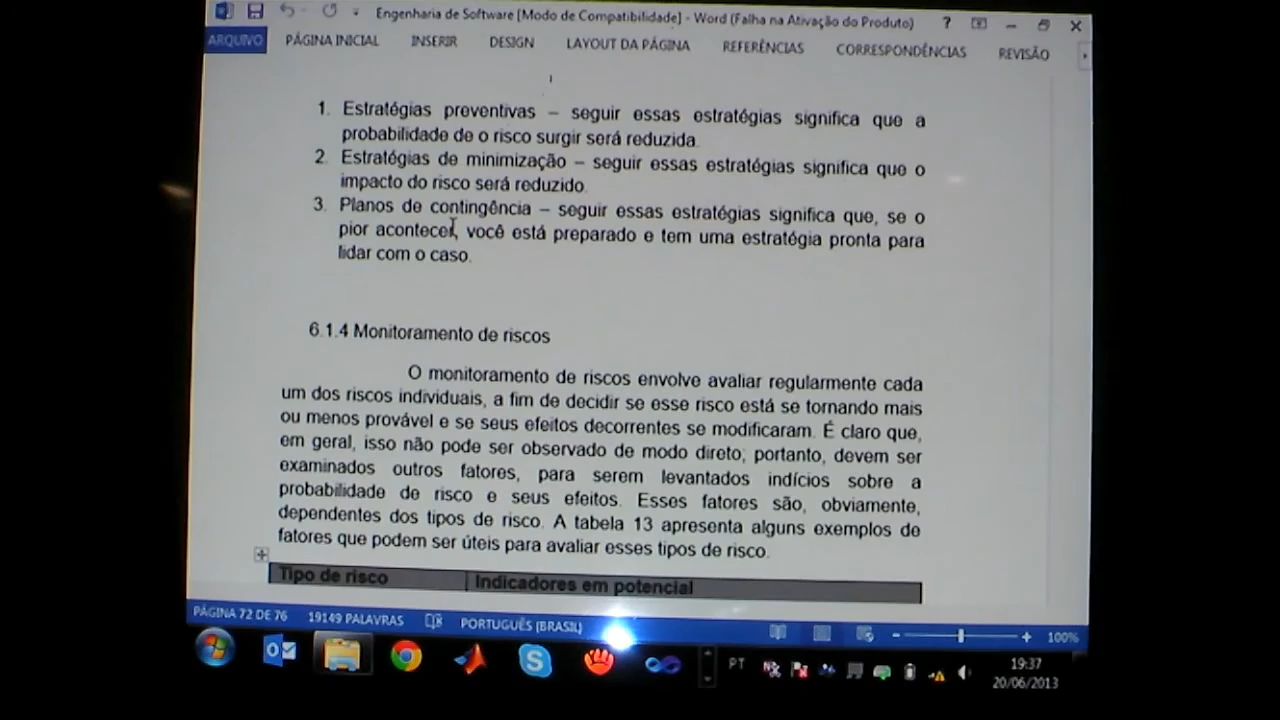 Engenharia de Software [Modo de Compatibilidade] - Word (Falha na Ativação do Produto)
ARQUIVO PÁGINA INICIAL INSERIR DESIGN LAYOUT DA PÁGINA REFERÊNCIAS CORRESPONDÊNCIAS REVISÃO
1. Estratégias preventivas – seguir essas estratégias significa que a
probabilidade de o risco surgir será reduzida.
2. Estratégias de minimização – seguir essas estratégias significa que o
impacto do risco será reduzido.
3. Planos de contingência – seguir essas estratégias significa que, se o
pior acontecer, você está preparado e tem uma estratégia pronta para
lidar com o caso.
6.1.4 Monitoramento de riscos
O monitoramento de riscos envolve avaliar regularmente cada
um dos riscos individuais, a fim de decidir se esse risco está se tornando mais
ou menos provável e se seus efeitos decorrentes se modificaram. É claro que,
em geral, isso não pode ser observado de modo direto; portanto, devem ser
examinados outros fatores, para serem levantados indícios sobre a
probabilidade de risco e seus efeitos. Esses fatores são, obviamente,
dependentes dos tipos de risco. A tabela 13 apresenta alguns exemplos de
fatores que podem ser úteis para avaliar esses tipos de risco.
Tipo de risco Indicadores em potencial
PÁGINA 72 DE 76 19149 PALAVRAS PORTUGUÊS (BRASIL) 100%
PT 19:37
20/06/2013